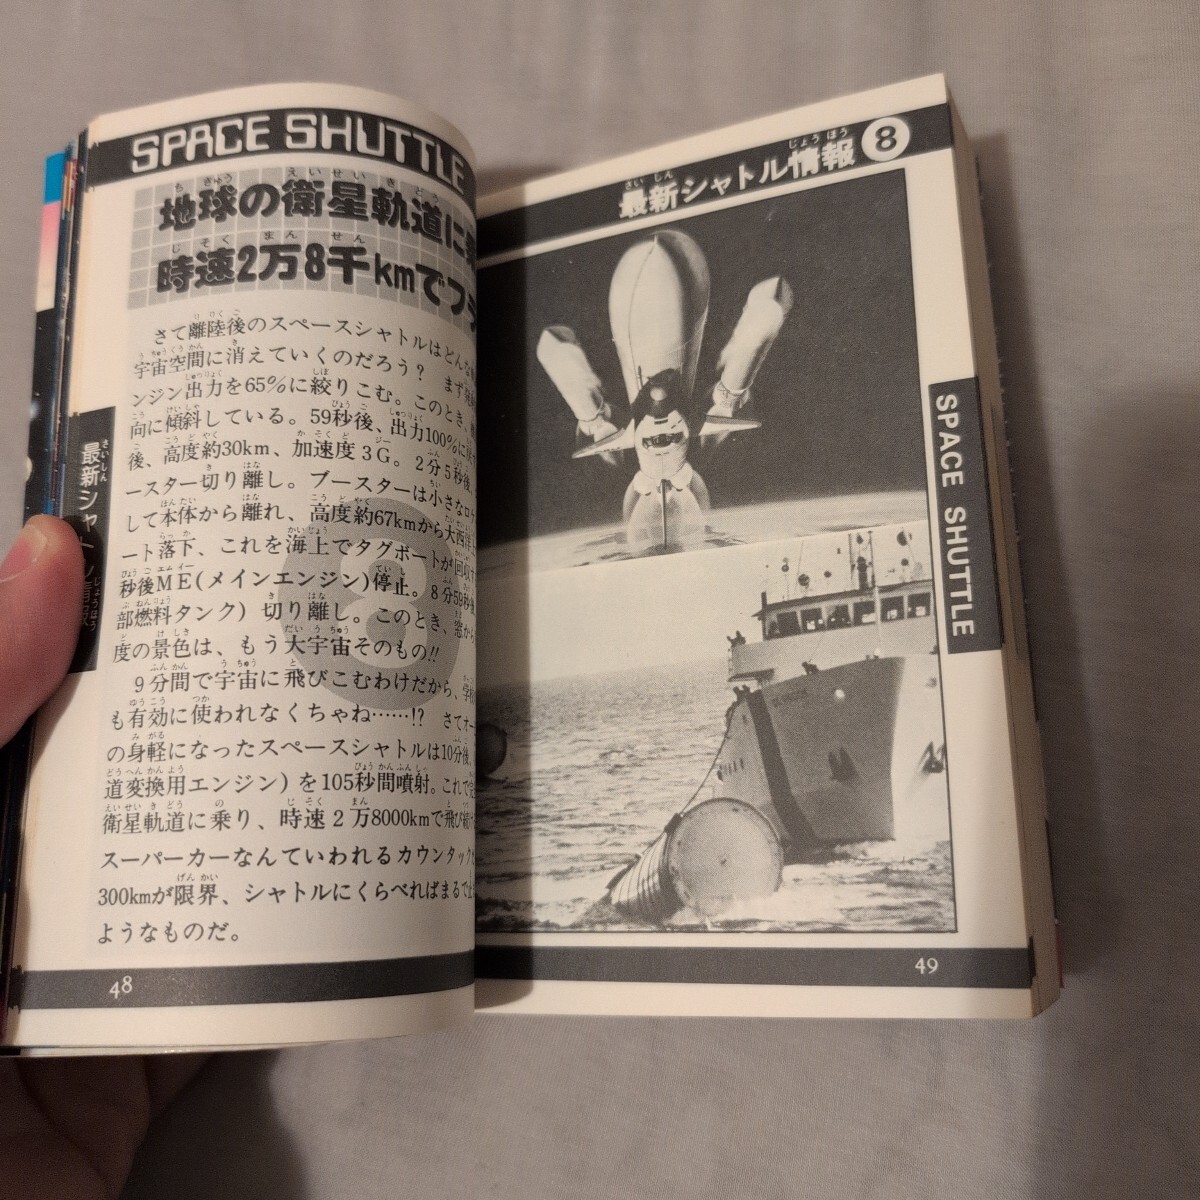 SPACE SHUTTLE
地球の衛星軌道に
時速2万8千kmでフラ
さて離陸後のスペースシャトルはどんな
宇宙空間に消えていくのだろう? まず
ンジン出力を65%に絞りこむ。このとき、
向に傾斜している。59秒後、出力100%に
後、高度約30km、加速度3G。2分5秒後、
ースター切り離し。ブースターは小さなロケ
して本体から離れ、高度約67kmから大西洋
ート落下、これを海上でタグボートが回収
秒後ME(メインエンジン)停止。8分59秒後
部燃料タンク)切り離し。このとき、窓から
度の景色は、もう大宇宙そのもの!!
9分間で宇宙に飛びこむわけだから、学
も有効に使われなくちゃね……!? さてオー
の身軽になったスペースシャトルは10分後、
道変換用エンジン)を105秒間噴射。これで
衛星軌道に乗り、時速2万8000kmで飛び
スーパーカーなんていわれるカウンタック
300kmが限界、シャトルにくらべればまるで
ようなものだ。
48
最新シャトル情報
最新シャトル情報 8
SPACE SHUTTLE
49